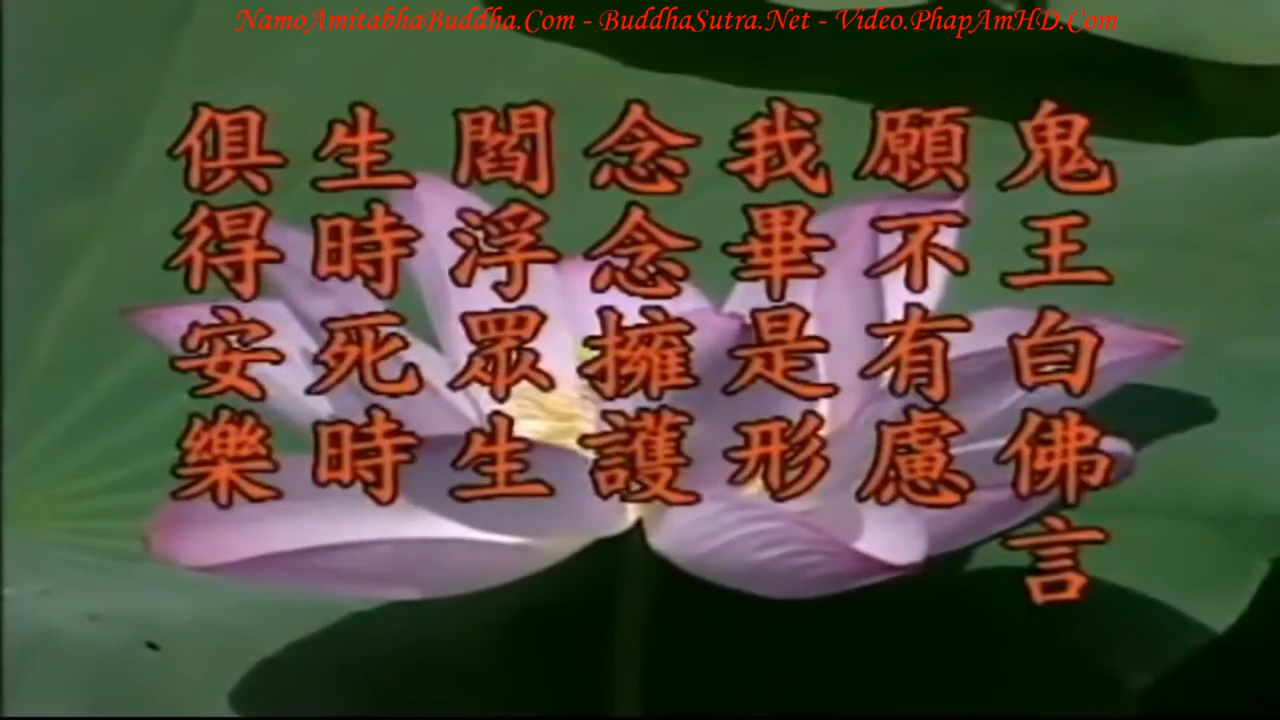 NamoAmitabhaBuddha.Com - BuddhaSutra.Net - Video.PhapAmHD.Com
鬼王白佛言
願不有慮
我畢是形
念念擁護
閻浮眾生
生時死時
俱得安樂